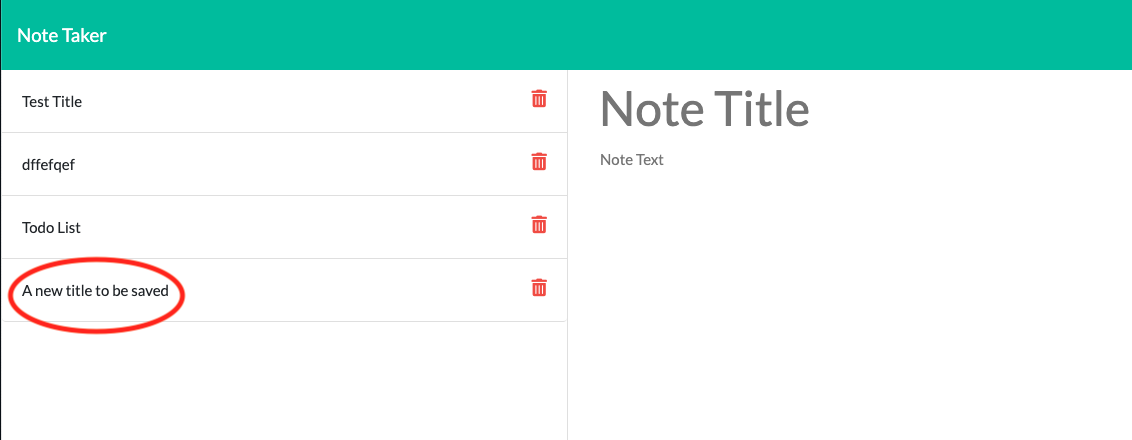 Note Taker
Test Title
dffefqef
Todo List
A new title to be saved
Note Title
Note Text